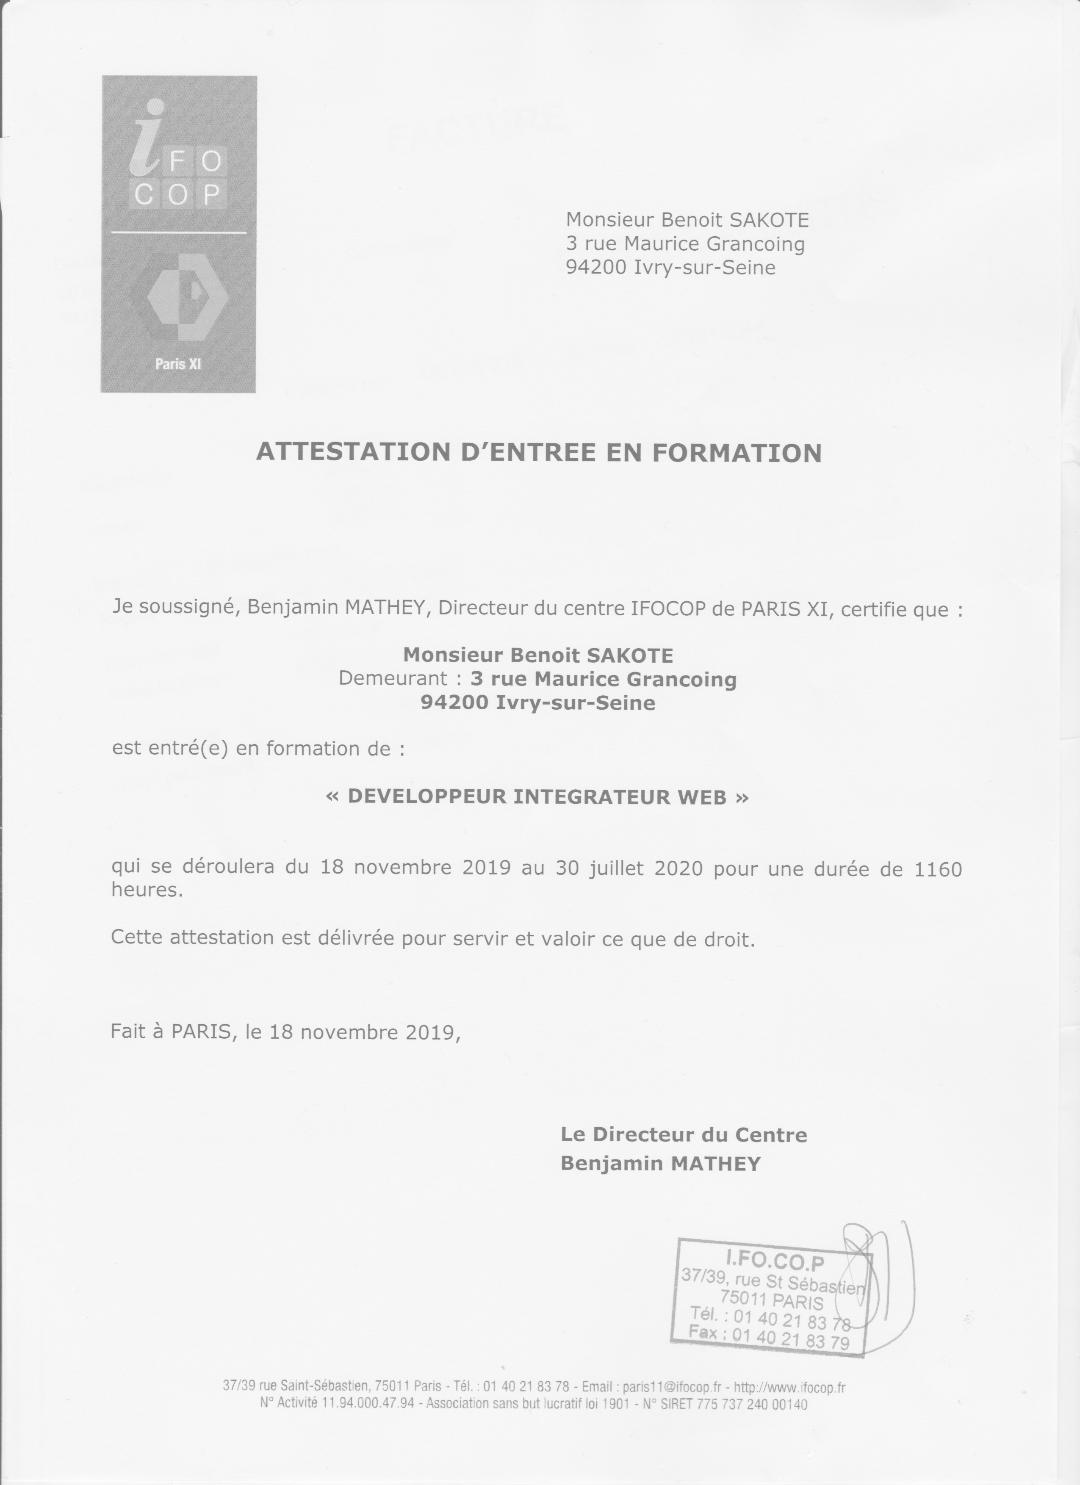 iFO
COP
Paris XI
Monsieur Benoit SAKOTE
3 rue Maurice Grancoing
94200 Ivry-sur-Seine
ATTESTATION D'ENTREE EN FORMATION
Je soussigné, Benjamin MATHEY, Directeur du centre IFOCOP de PARIS XI, certifie que :
Monsieur Benoit SAKOTE
Demeurant : 3 rue Maurice Grancoing
94200 Ivry-sur-Seine
est entré(e) en formation de :
« DEVELOPPEUR INTEGRATEUR WEB »
qui se déroulera du 18 novembre 2019 au 30 juillet 2020 pour une durée de 1160
heures.
Cette attestation est délivrée pour servir et valoir ce que de droit.
Fait à PARIS, le 18 novembre 2019,
Le Directeur du Centre
Benjamin MATHEY
I.FO.CO.P
37/39, rue St Sébastien
75011 PARIS
Tél. : 01 40 21 83 78
Fax : 01 40 21 83 79
37/39 rue Saint-Sébastien, 75011 Paris - Tél. : 01 40 21 83 78 - Email : paris11@ifocop.fr - http://www.ifocop.fr
N° Activité 11.94.000.47.94 - Association sans but lucratif loi 1901 - N° SIRET 775 737 240 00140